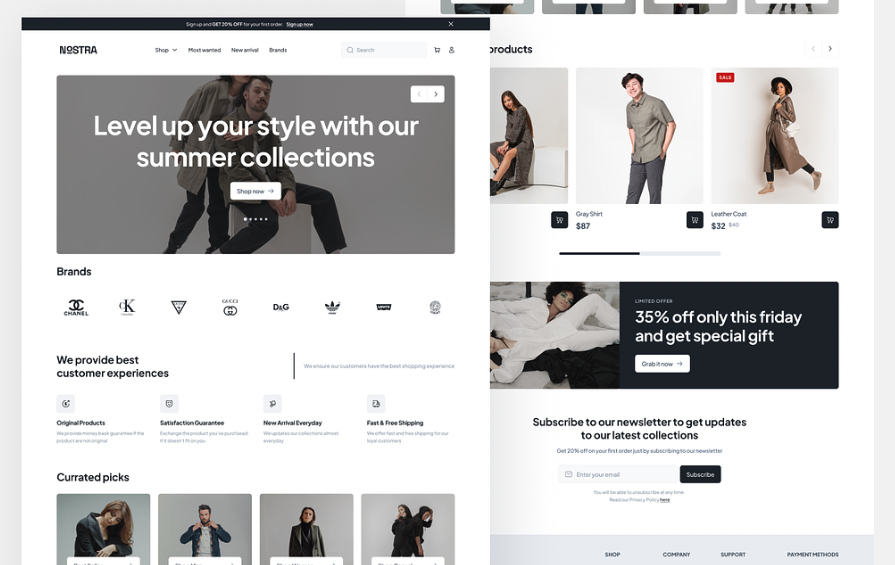 Sign up and GET 20% OFF for your first order. Sign up now
NOSTRA
Shop
Most wanted
New arrival
Brands
Search
Level up your style with our
summer collections
Shop now
Brands
CHANEL
CK
GUCCI
D&G
We provide best
customer experiences
We ensure our customers have the best shopping experience
Original Products
We provide money back guarantee if the
product are not original
Satisfaction Guarantee
Exchange the product you've purchased
if it doesn't fit on you
New Arrival Everyday
We updates our collections almost
everyday
Fast & Free Shipping
We offer fast and free shipping for our
loyal customers
Currated picks
products
SALE
Gray Shirt
$87
Leather Coat
$32 $40
LIMITED OFFER
35% off only this friday
and get special gift
Grab it now
Subscribe to our newsletter to get updates
to our latest collections
Get 20% off on your first order just by subscribing to our newsletter
Enter your email
Subscribe
You will be able to unsubscribe at any time.
Read our Privacy Policy here
SHOP
COMPANY
SUPPORT
PAYMENT METHODS